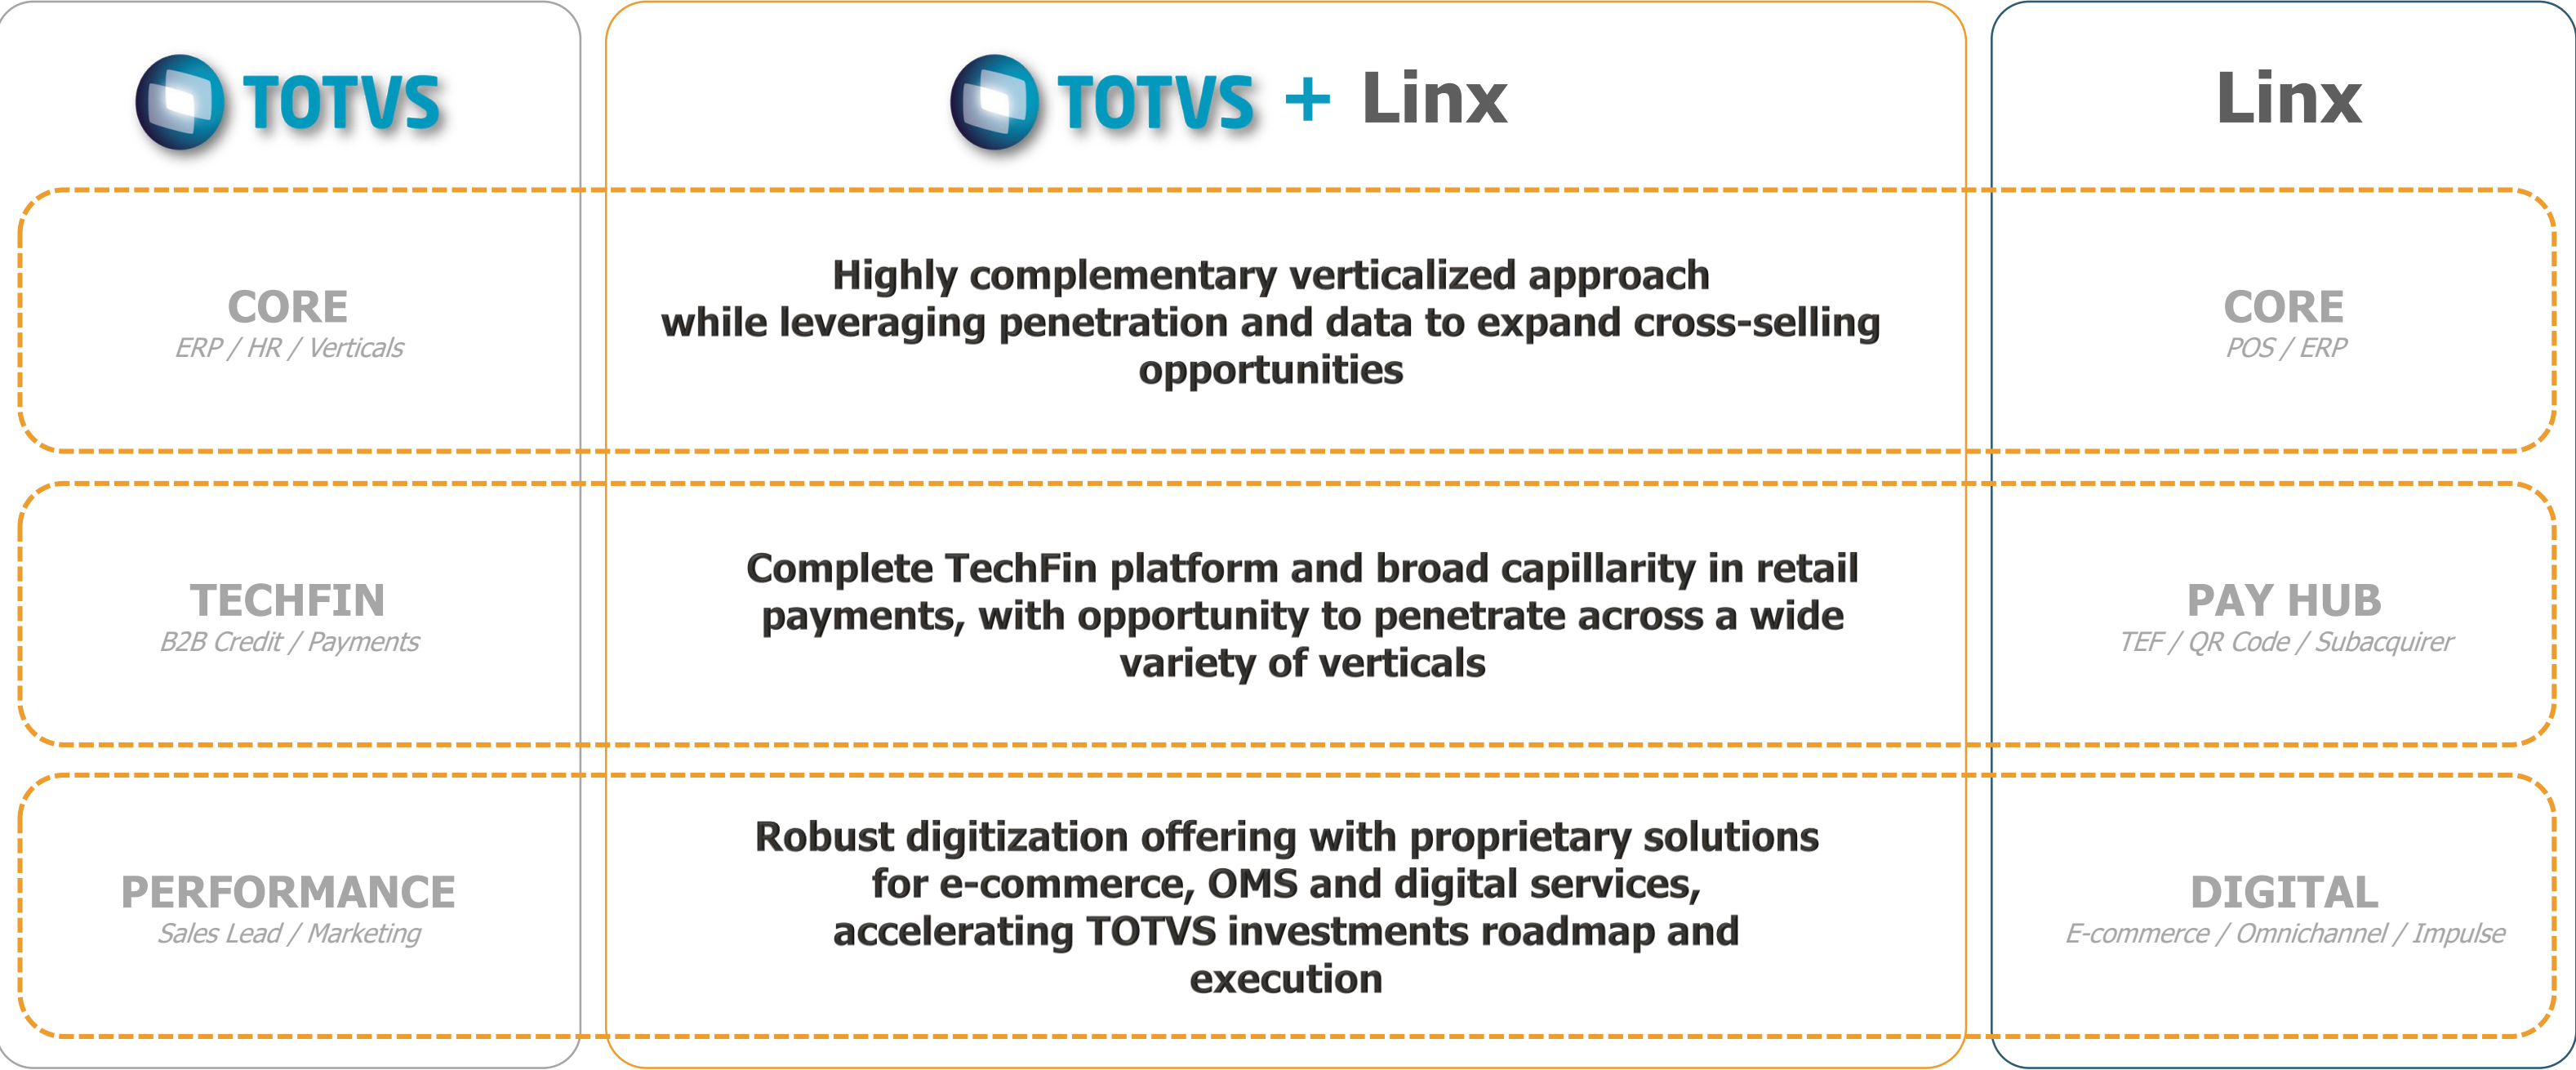 TOTVS
TOTVS + Linx
Linx
CORE
ERP / HR / Verticals
Highly complementary verticalized approach
while leveraging penetration and data to expand cross-selling
opportunities
CORE
POS / ERP
TECHFIN
B2B Credit / Payments
Complete TechFin platform and broad capillarity in retail
payments, with opportunity to penetrate across a wide
variety of verticals
PAY HUB
TEF / QR Code / Subacquirer
PERFORMANCE
Sales Lead / Marketing
Robust digitization offering with proprietary solutions
for e-commerce, OMS and digital services,
accelerating TOTVS investments roadmap and
execution
DIGITAL
E-commerce / Omnichannel / Impulse